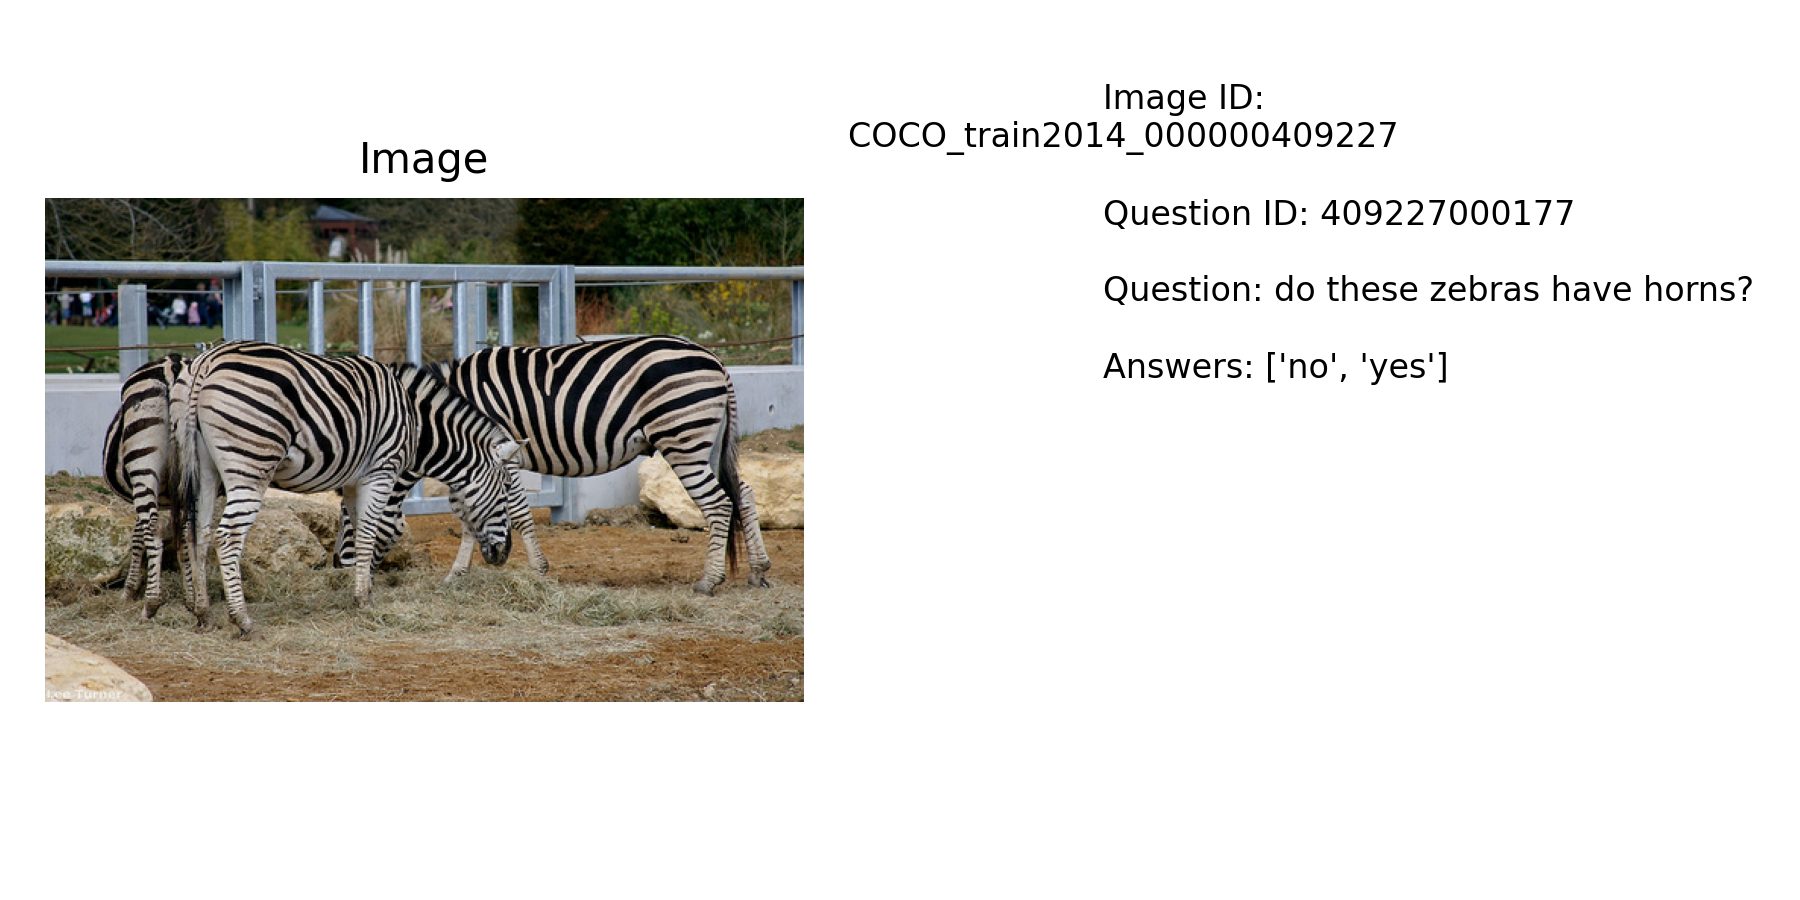 Image
Lee Turner
Image ID:
COCO_train2014_000000409227
Question ID: 409227000177
Question: do these zebras have horns?
Answers: ['no', 'yes']